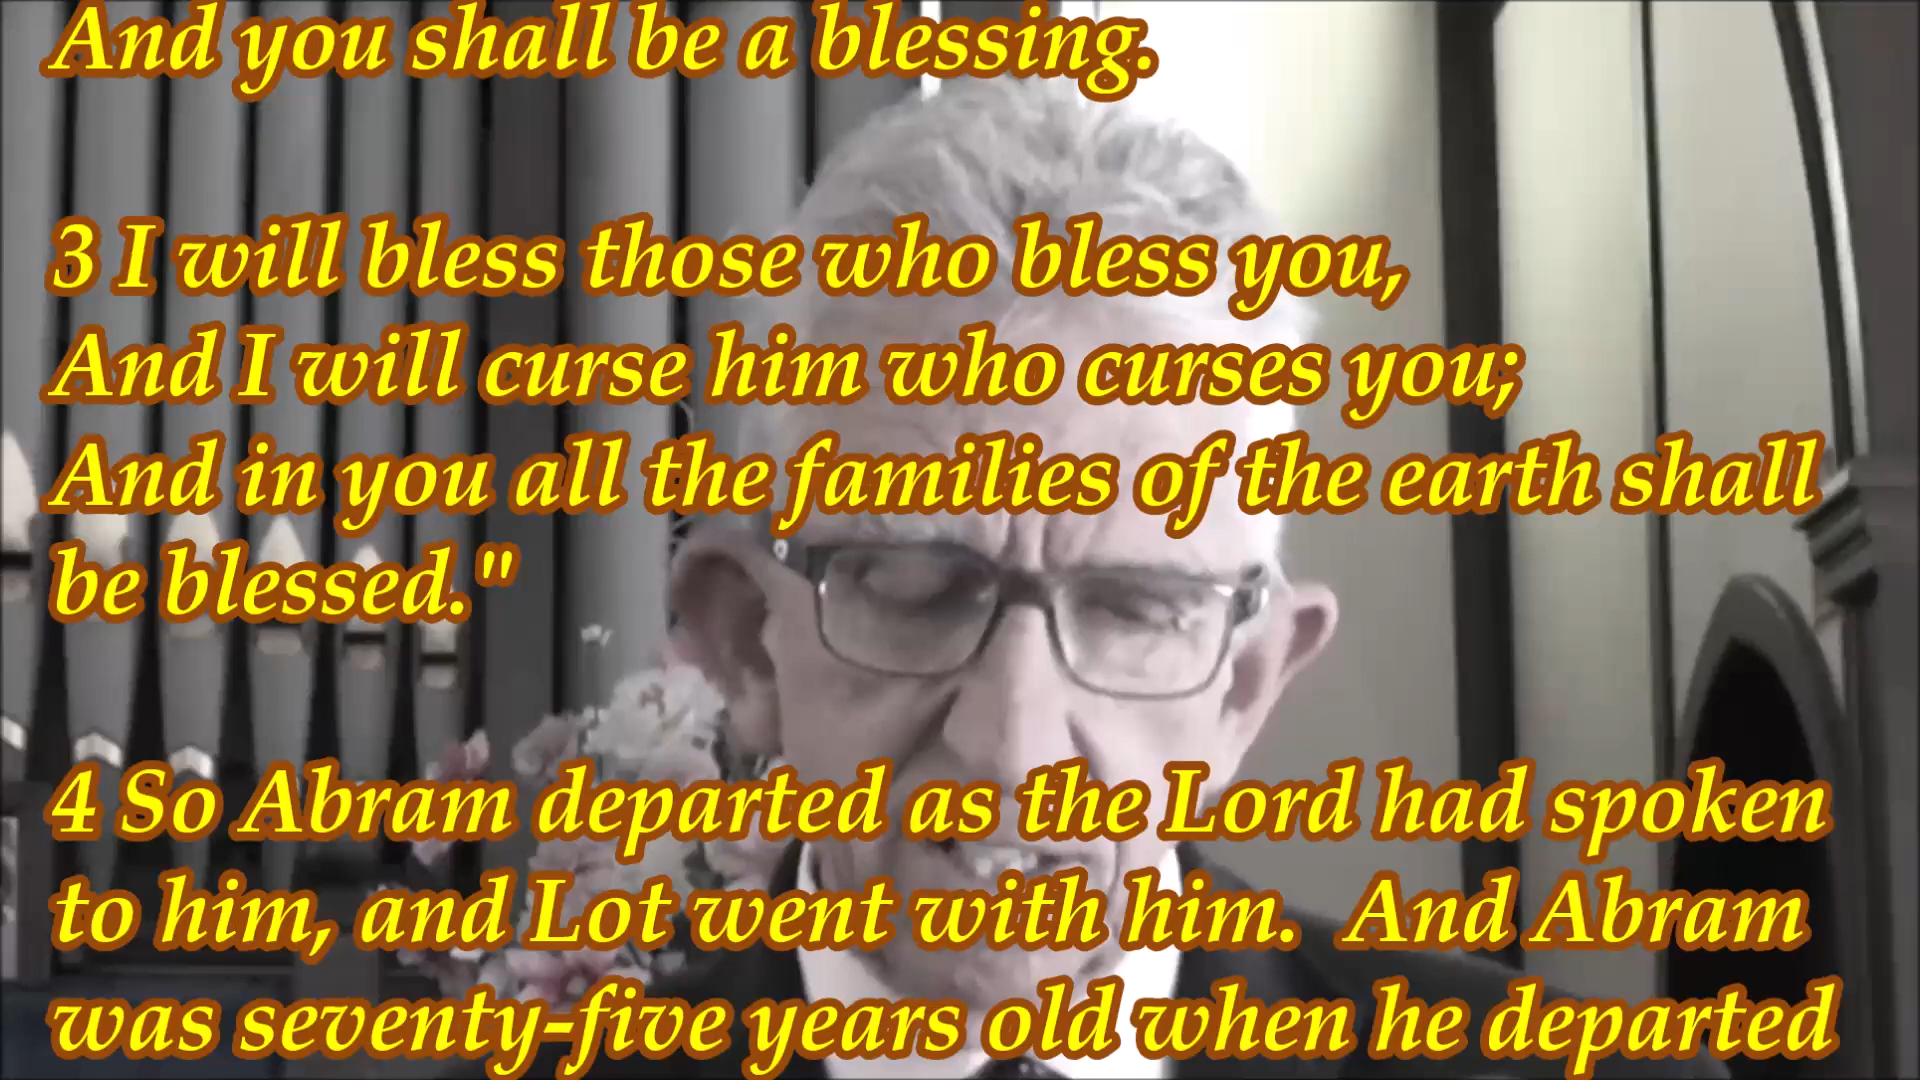 And you shall be a blessing.
3 I will bless those who bless you,
And I will curse him who curses you;
And in you all the families of the earth shall
be blessed."
4 So Abram departed as the Lord had spoken
to him, and Lot went with him.  And Abram
was seventy-five years old when he departed